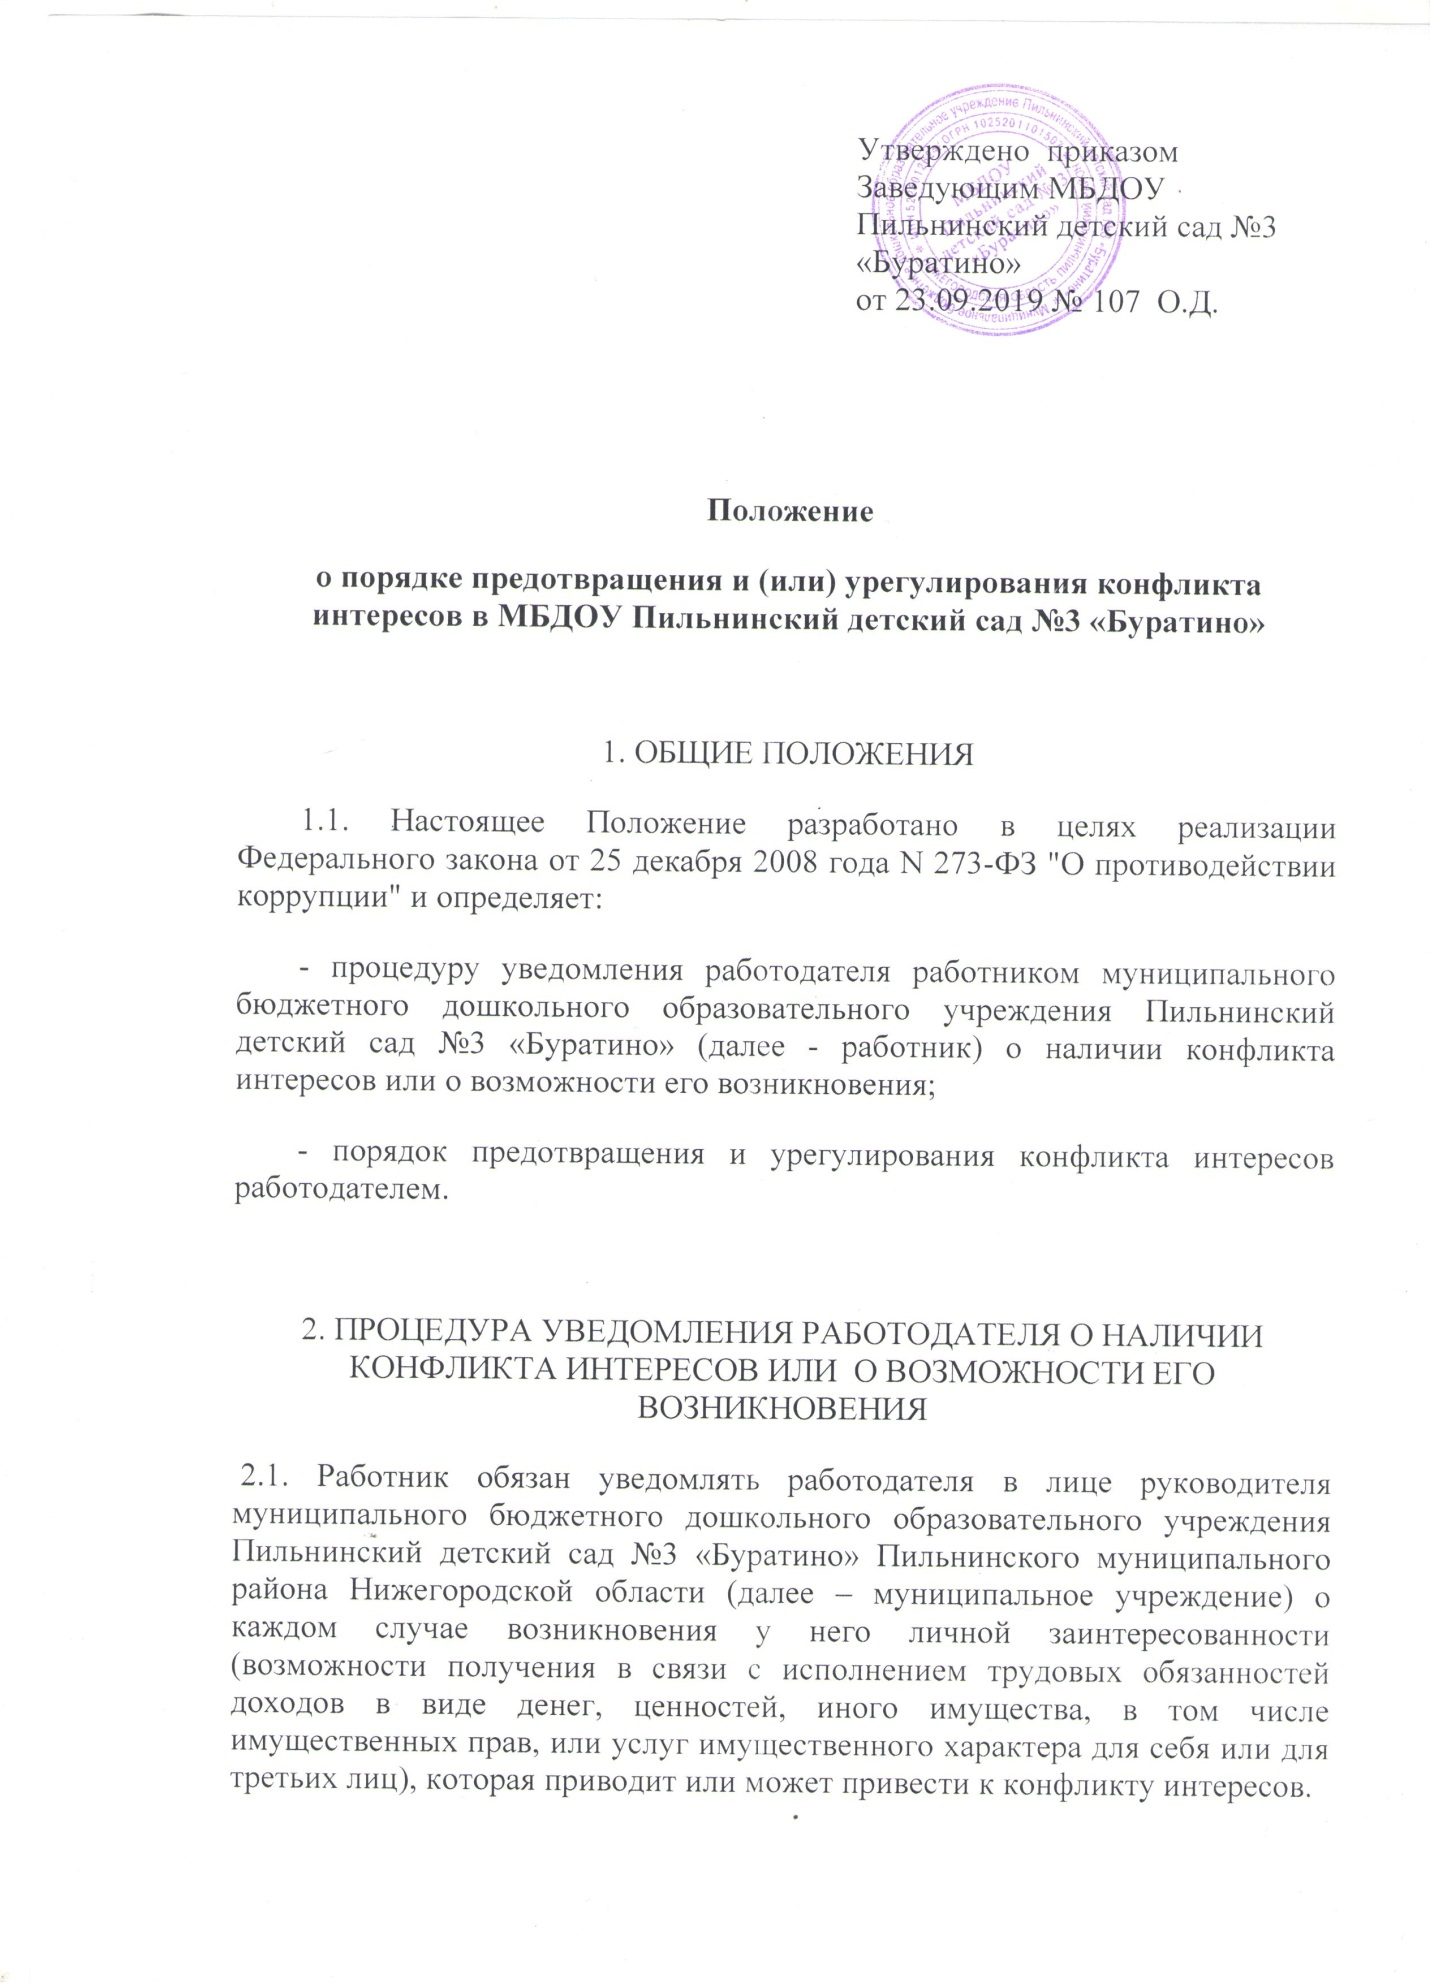 Утверждено приказом
Заведующим МБДОУ
Пильнинский детский сад №3
«Буратино»
от 23.09.2019 № 107 О.Д.
Положение
о порядке предотвращения и (или) урегулирования конфликта
интересов в МБДОУ Пильнинский детский сад №3 «Буратино»
1. ОБЩИЕ ПОЛОЖЕНИЯ
1.1. Настоящее Положение разработано в целях реализации
Федерального закона от 25 декабря 2008 года N 273-ФЗ "О противодействии
коррупции" и определяет:
- процедуру уведомления работодателя работником муниципального
бюджетного дошкольного образовательного учреждения Пильнинский
детский сад №3 «Буратино» (далее - работник) о наличии конфликта
интересов или о возможности его возникновения;
- порядок предотвращения и урегулирования конфликта интересов
работодателем.
2. ПРОЦЕДУРА УВЕДОМЛЕНИЯ РАБОТОДАТЕЛЯ О НАЛИЧИИ
КОНФЛИКТА ИНТЕРЕСОВ ИЛИ О ВОЗМОЖНОСТИ ЕГО
ВОЗНИКНОВЕНИЯ
2.1. Работник обязан уведомлять работодателя в лице руководителя
муниципального бюджетного дошкольного образовательного учреждения
Пильнинский детский сад №3 «Буратино» Пильнинского муниципального
района Нижегородской области (далее – муниципальное учреждение) о
каждом случае возникновения у него личной заинтересованности
(возможности получения в связи с исполнением трудовых обязанностей
доходов в виде денег, ценностей, иного имущества, в том числе
имущественных прав, или услуг имущественного характера для себя или для
третьих лиц), которая приводит или может привести к конфликту интересов.